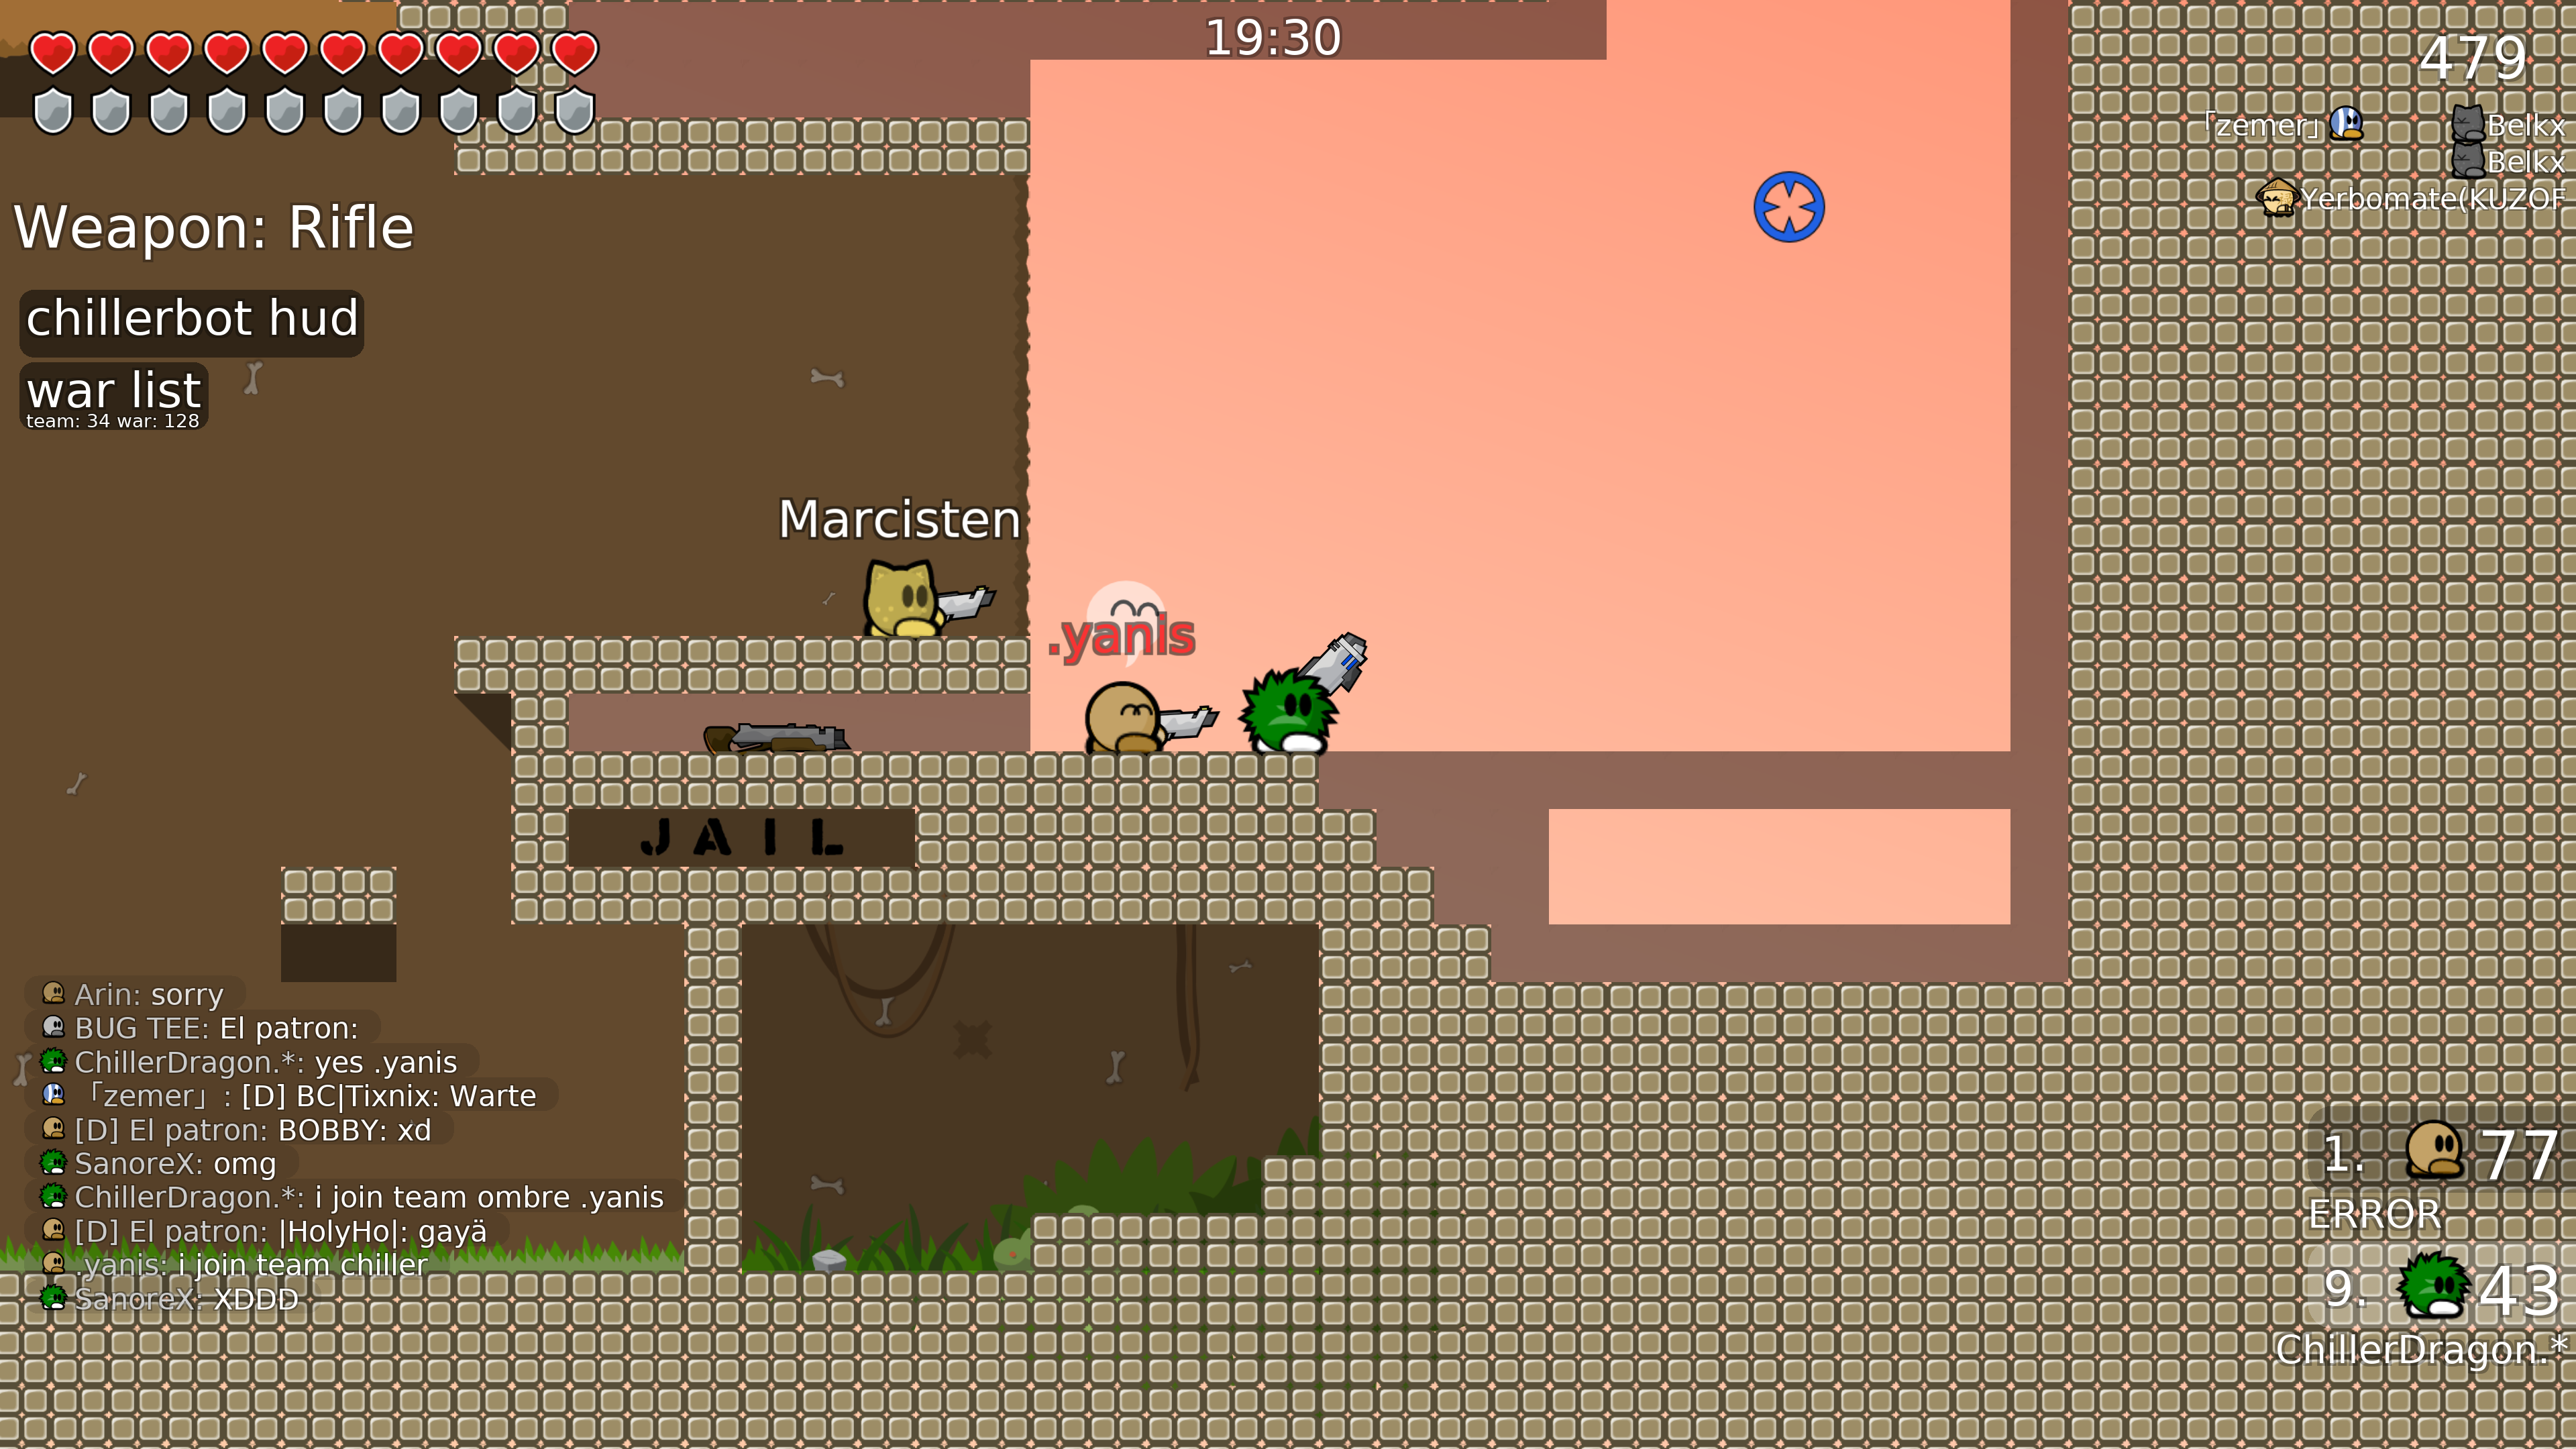 19:30
479
「zemer」 Belkx
Belkx
Yerbomate(KUZOF
Weapon: Rifle
chillerbot hud
war list
team: 34 war: 128
Marcisten
.yanis
JAIL
Arin: sorry
BUG TEE: El patron:
ChillerDragon.*: yes .yanis
「zemer」: [D] BC|Tixnix: Warte
[D] El patron: BOBBY: xd
SanoreX: omg
ChillerDragon.*: i join team ombre .yanis
[D] El patron: |HolyHo|: gayä
.yanis: i join team chiller
SanoreX: XDDD
1. 77
ERROR
9. 43
ChillerDragon.*